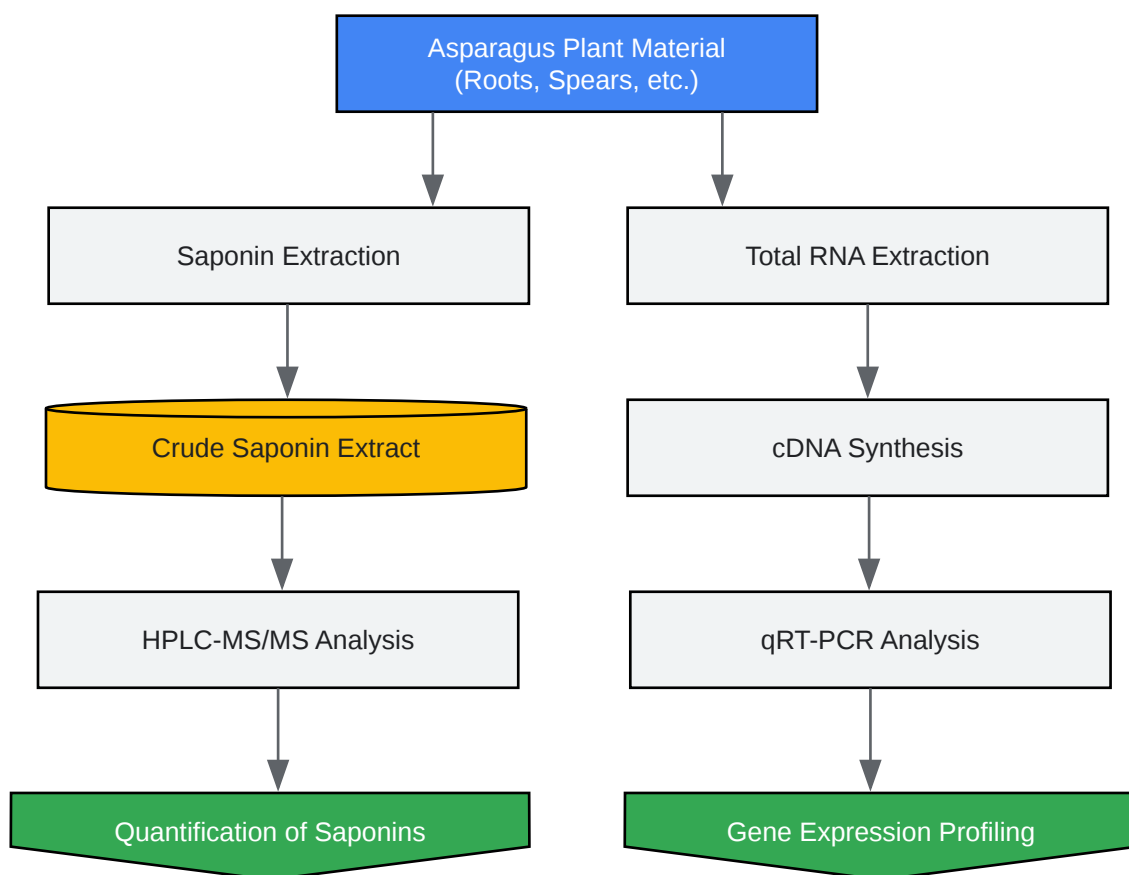 Asparagus Plant Material
(Roots, Spears, etc.)
Saponin Extraction
Total RNA Extraction
Crude Saponin Extract
cDNA Synthesis
HPLC-MS/MS Analysis
qRT-PCR Analysis
Quantification of Saponins
Gene Expression Profiling